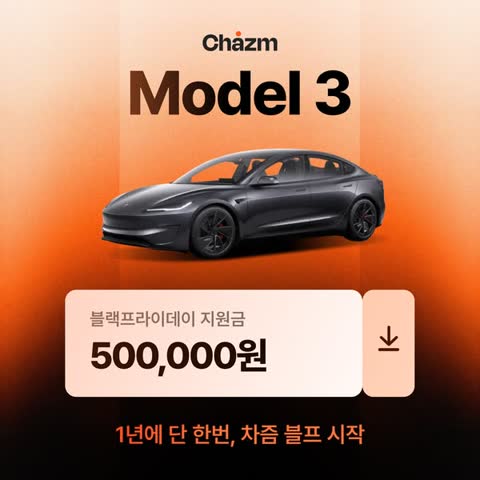 Chazm
Model 3
블랙프라이데이 지원금
500,000원
1년에 단 한번, 차즘 블프 시작